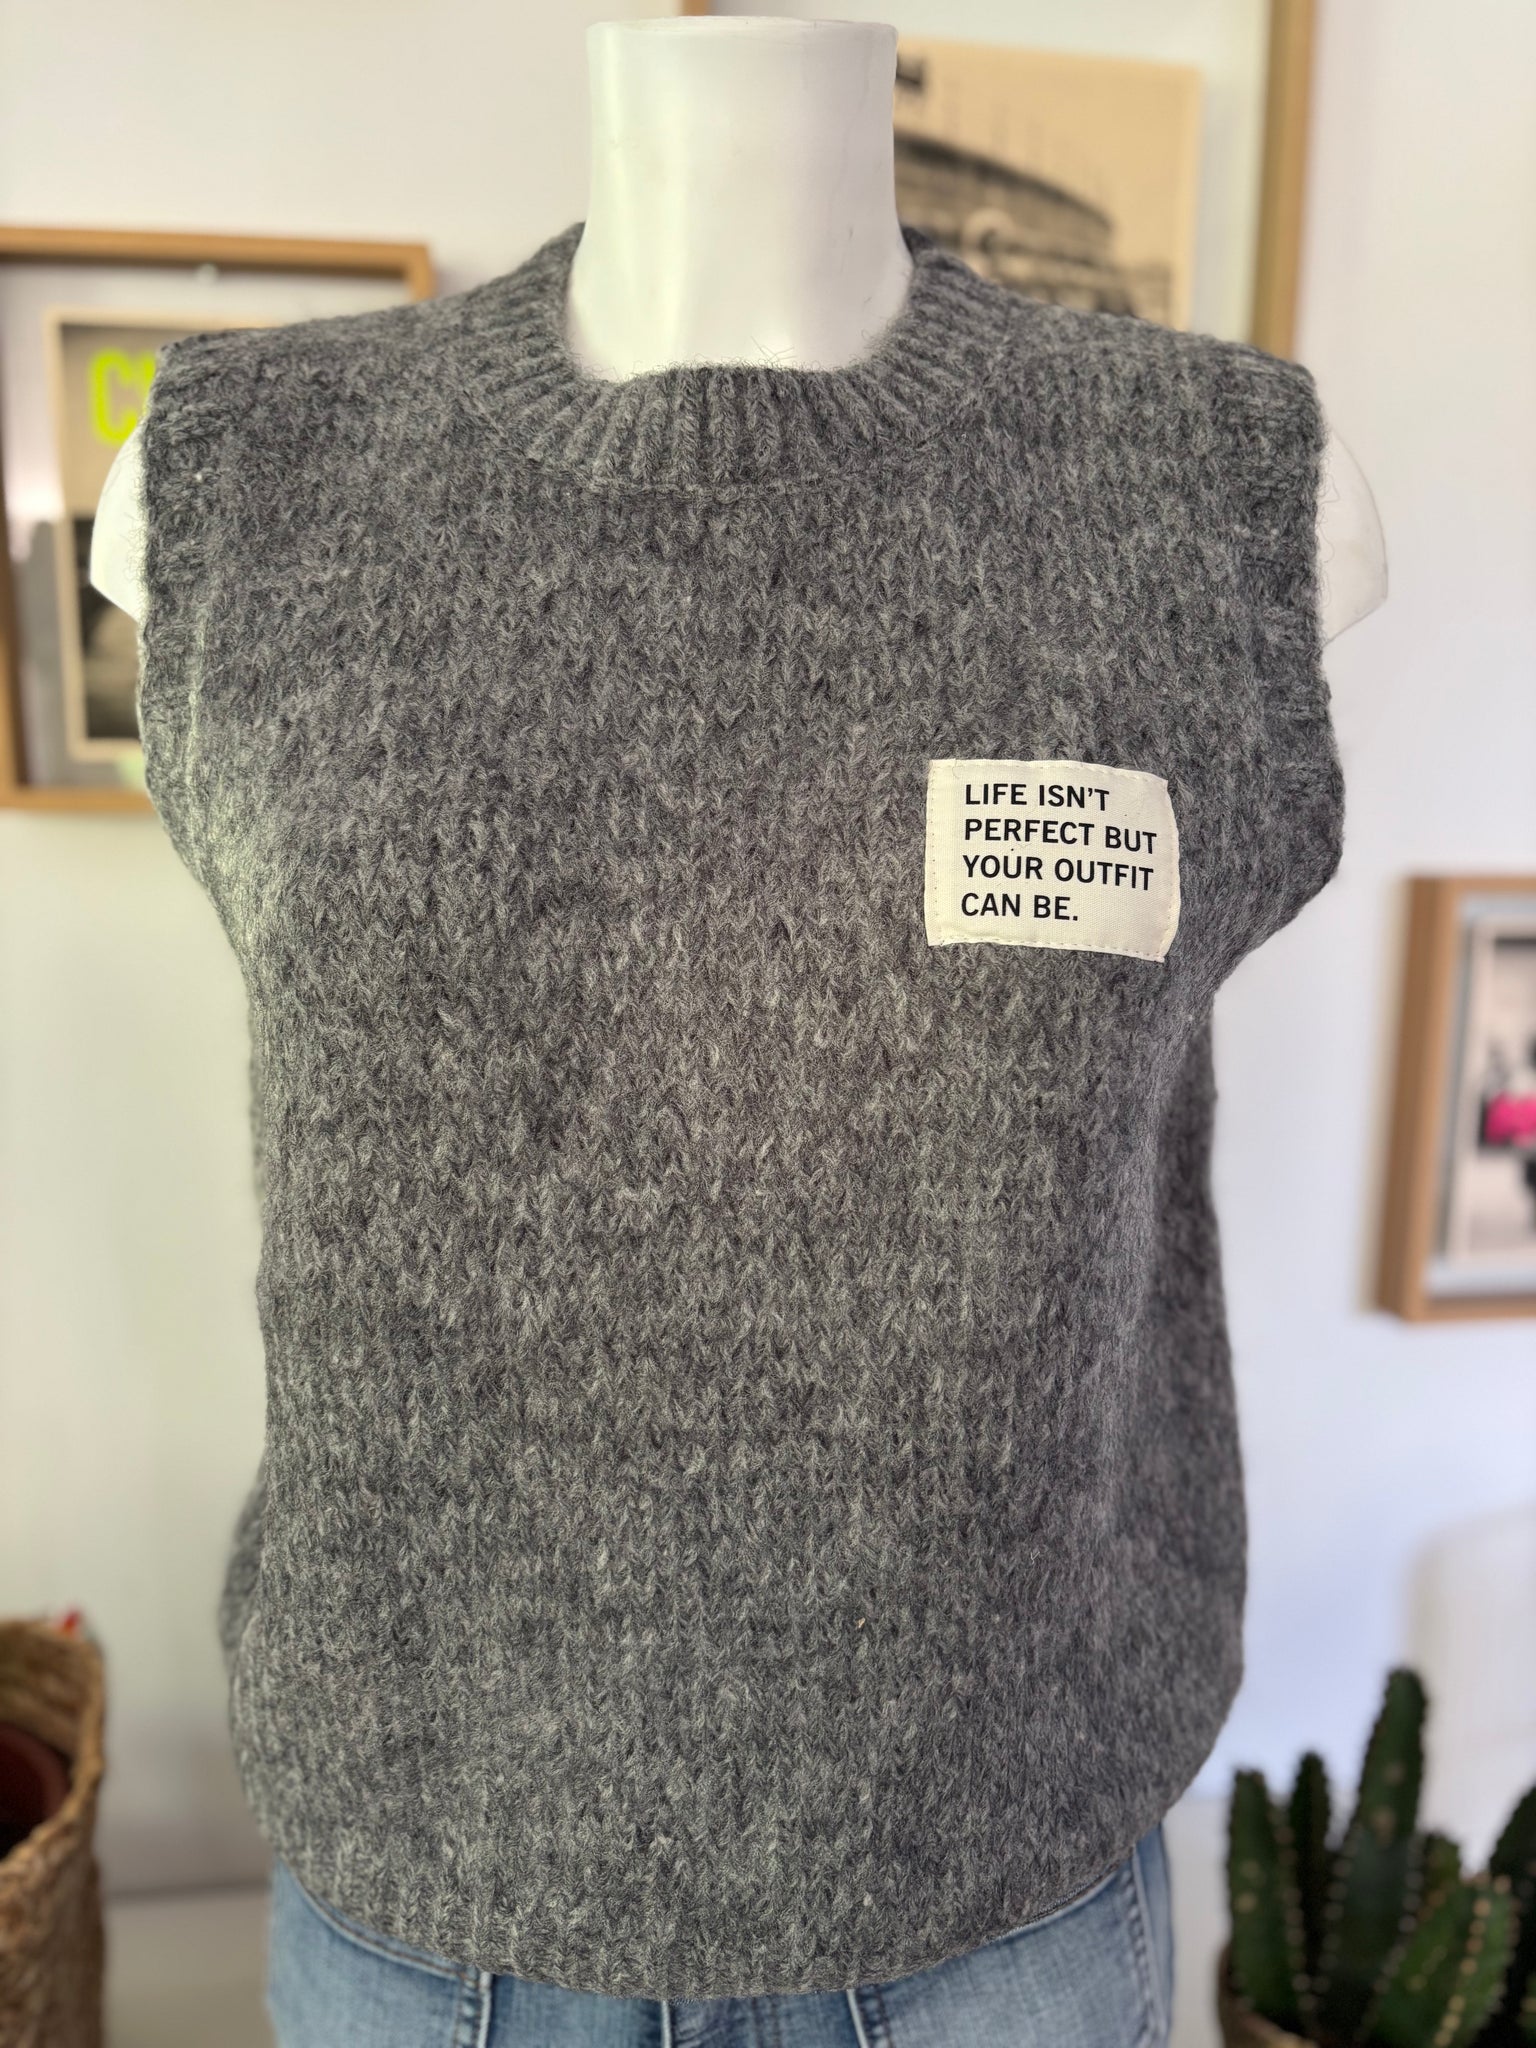 LIFE ISN'T
PERFECT BUT
YOUR OUTFIT
CAN BE.